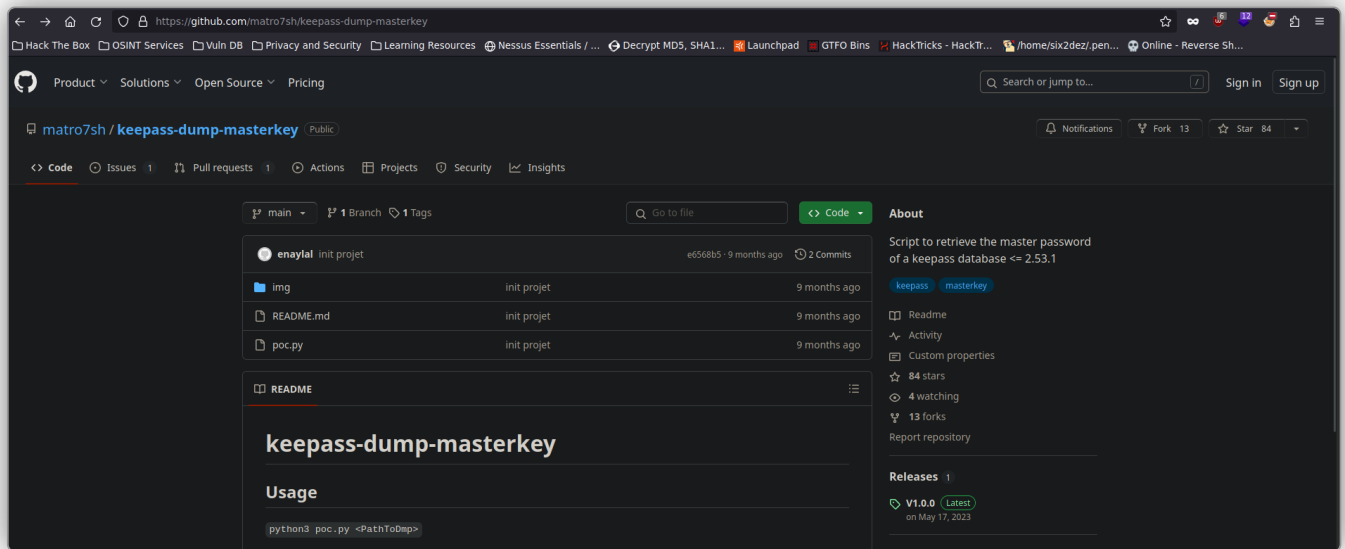 https://github.com/matro7sh/keepass-dump-masterkey 6 12
Hack The Box OSINT Services Vuln DB Privacy and Security Learning Resources Nessus Essentials / ... Decrypt MD5, SHA1... Launchpad GTFO Bins HackTricks - HackTr... /home/six2dez/.pen... Online - Reverse Sh...
Product Solutions Open Source Pricing Search or jump to... / Sign in Sign up
matro7sh / keepass-dump-masterkey Public Notifications Fork 13 Star 84
Code Issues 1 Pull requests 1 Actions Projects Security Insights
main 1 Branch 1 Tags Go to file Code
About
enaylal init projet e6568b5 · 9 months ago 2 Commits
Script to retrieve the master password
of a keepass database <= 2.53.1
img init projet 9 months ago
keepass masterkey
README.md init projet 9 months ago
Readme
poc.py init projet 9 months ago
Activity
Custom properties
84 stars
README
4 watching
13 forks
Report repository
keepass-dump-masterkey
Releases 1
Usage
V1.0.0 Latest
on May 17, 2023
python3 poc.py <PathToDmp>